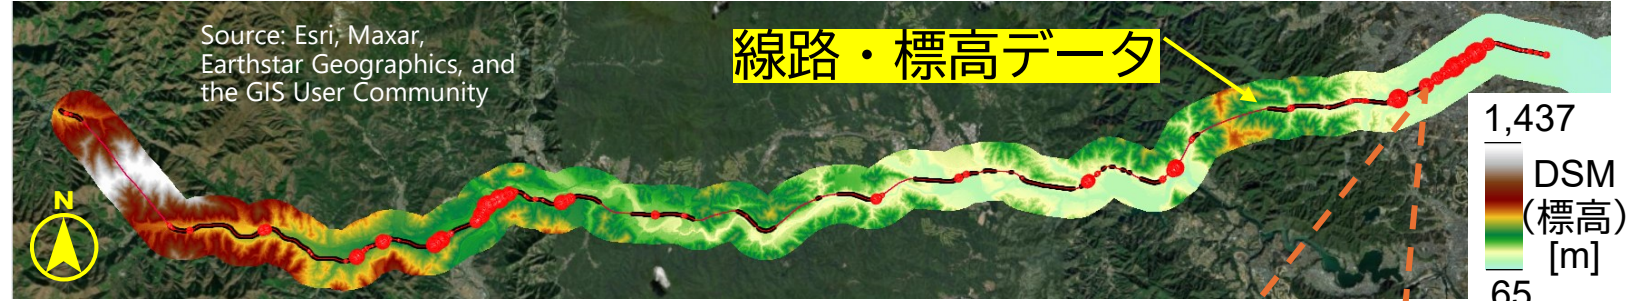 Source: Esri, Maxar,
Earthstar Geographics, and
the GIS User Community
線路・標高データ
N
1,437
DSM
(標高)
[m]
65